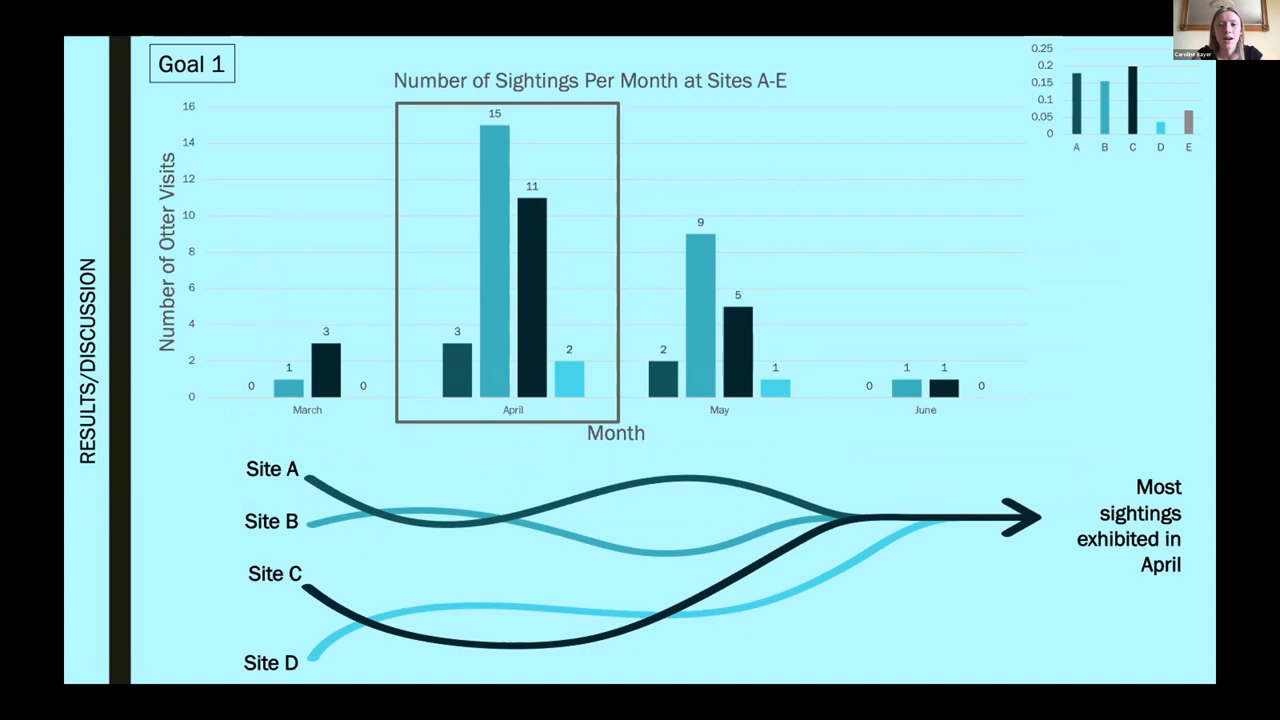 Goal 1
RESULTS/DISCUSSION
Number of Sightings Per Month at Sites A-E
Number of Otter Visits
16
14
12
10
8
6
4
2
0
0
1
3
0
3
15
11
2
2
9
5
1
0
1
1
0
March
April
May
June
Month
Caroline Bayer
0.25
0.2
0.15
0.1
0.05
0
A
B
C
D
E
Site A
Site B
Site C
Site D
Most
sightings
exhibited in
April